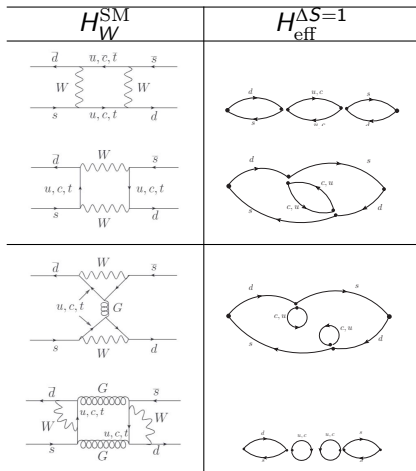 H_W^SM H_eff^ΔS=1
d̅ u, c, t̅ s̅
W W
s u, c, t d
d u, c s
s u, c d
d̅ W s̅
u, c, t u, c, t
s W d
d s
c, u
s d
d̅ W s̅
u, c, t G
s W d
d s
c, u
c, u
s d
d̅ G s̅
W u, c, t W
u, c, t
s G d
d u, c u, c s
s d